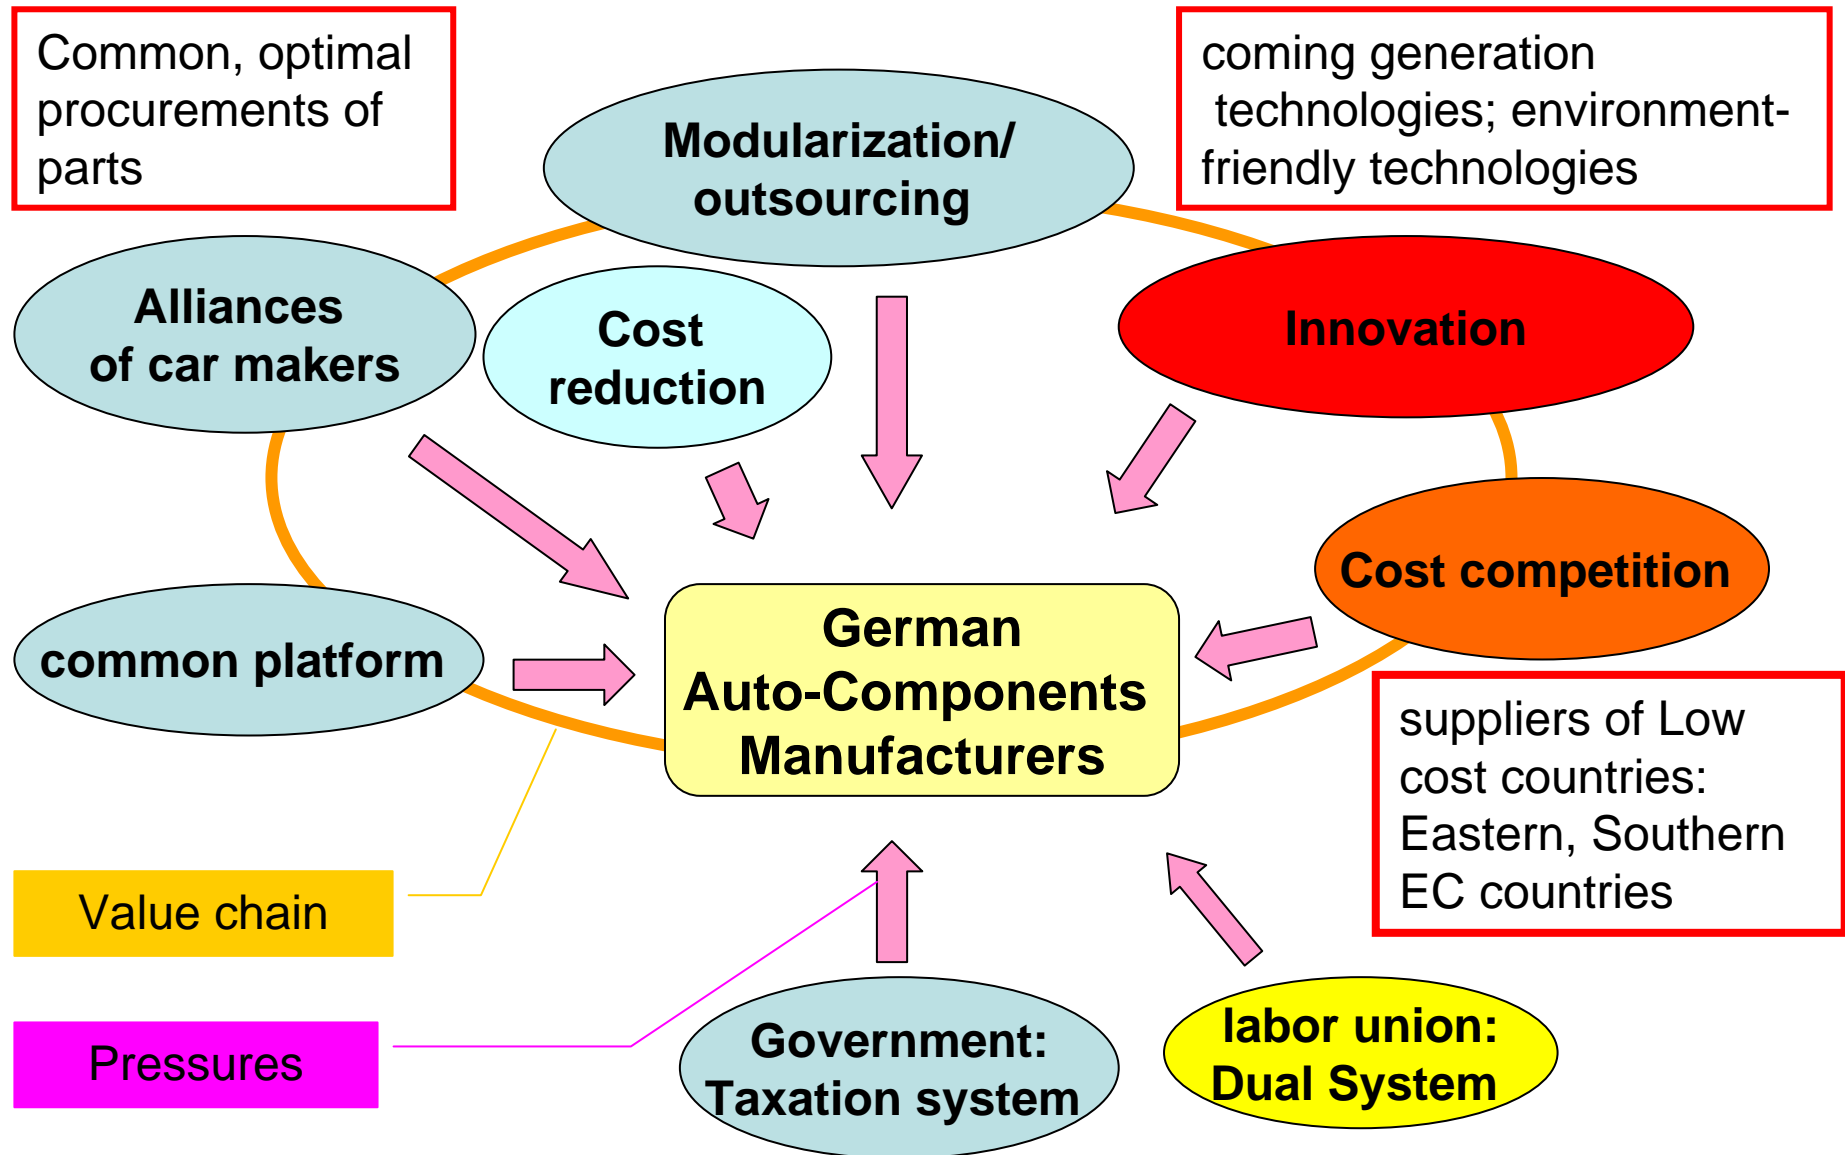 Common, optimal
procurements of
parts
coming generation
technologies; environment-
friendly technologies
Modularization/
outsourcing
Alliances
of car makers
Cost
reduction
Innovation
Cost competition
common platform
German
Auto-Components
Manufacturers
suppliers of Low
cost countries:
Eastern, Southern
EC countries
Value chain
Pressures
Government:
Taxation system
labor union:
Dual System